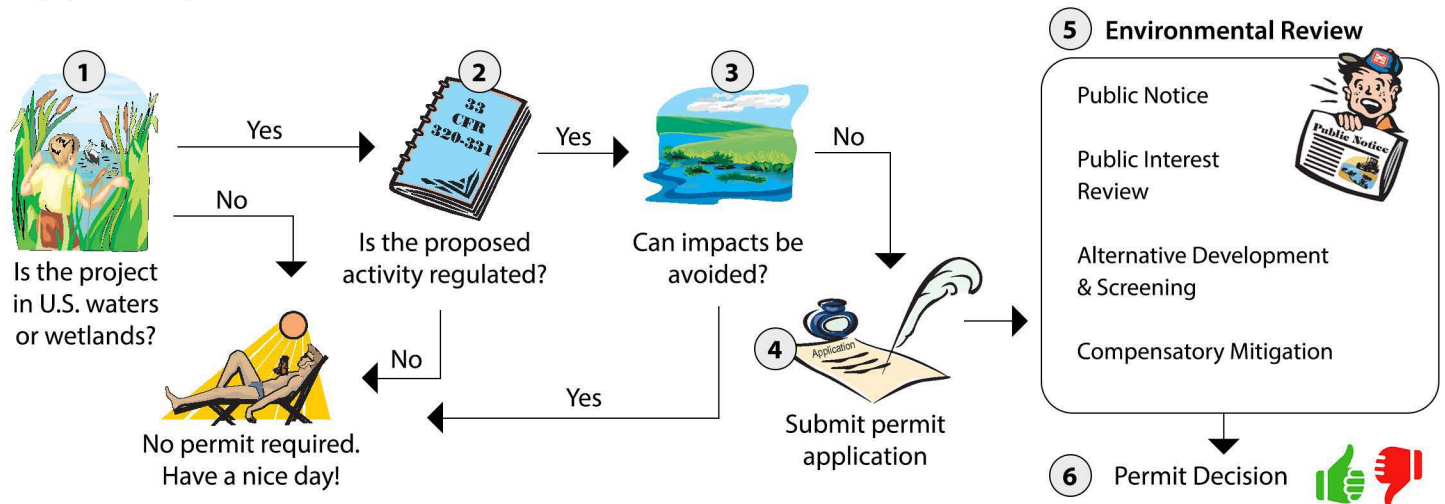 1
Is the project
in U.S. waters
or wetlands?
Yes
No
2
33
CFR
320-331
Is the proposed
activity regulated?
Yes
No
3
Can impacts be
avoided?
No
Yes
No permit required.
Have a nice day!
4
Application
Submit permit
application
5 Environmental Review
Public Notice
Public Notice
Public Interest
Review
Alternative Development
& Screening
Compensatory Mitigation
6 Permit Decision